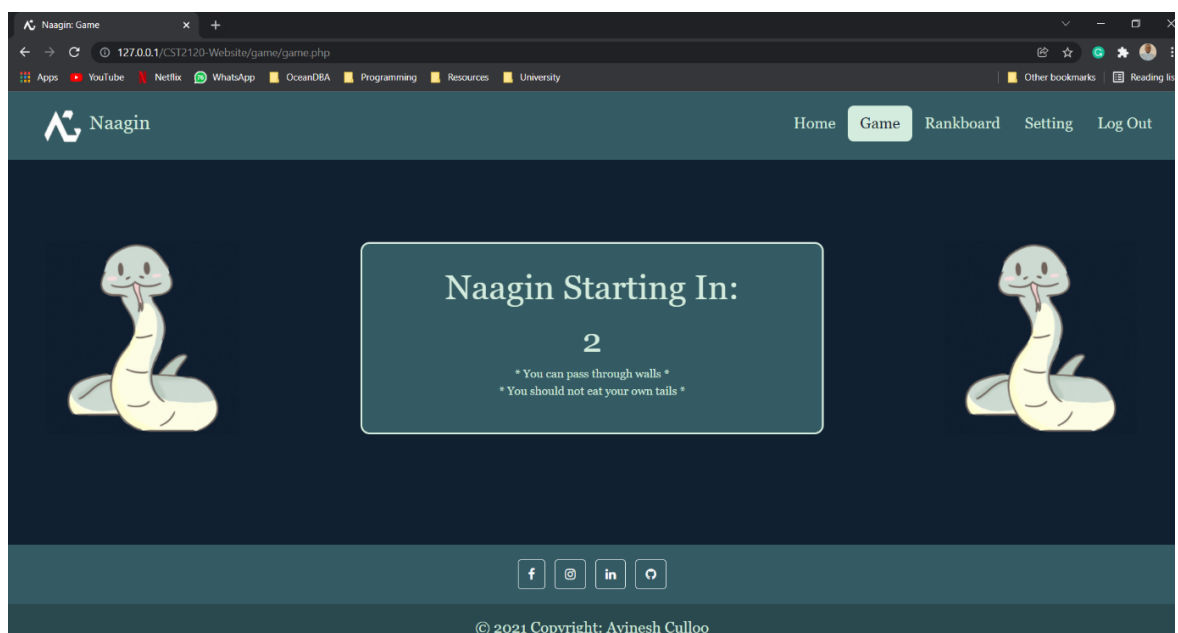 Naagin: Game
127.0.0.1/CST2120-Website/game/game.php
Apps YouTube Netflix WhatsApp OceanDBA Programming Resources University Other bookmarks Reading lis
Naagin Home Game Rankboard Setting Log Out
Naagin Starting In:
2
* You can pass through walls *
* You should not eat your own tails *
© 2021 Copyright: Avinesh Culloo